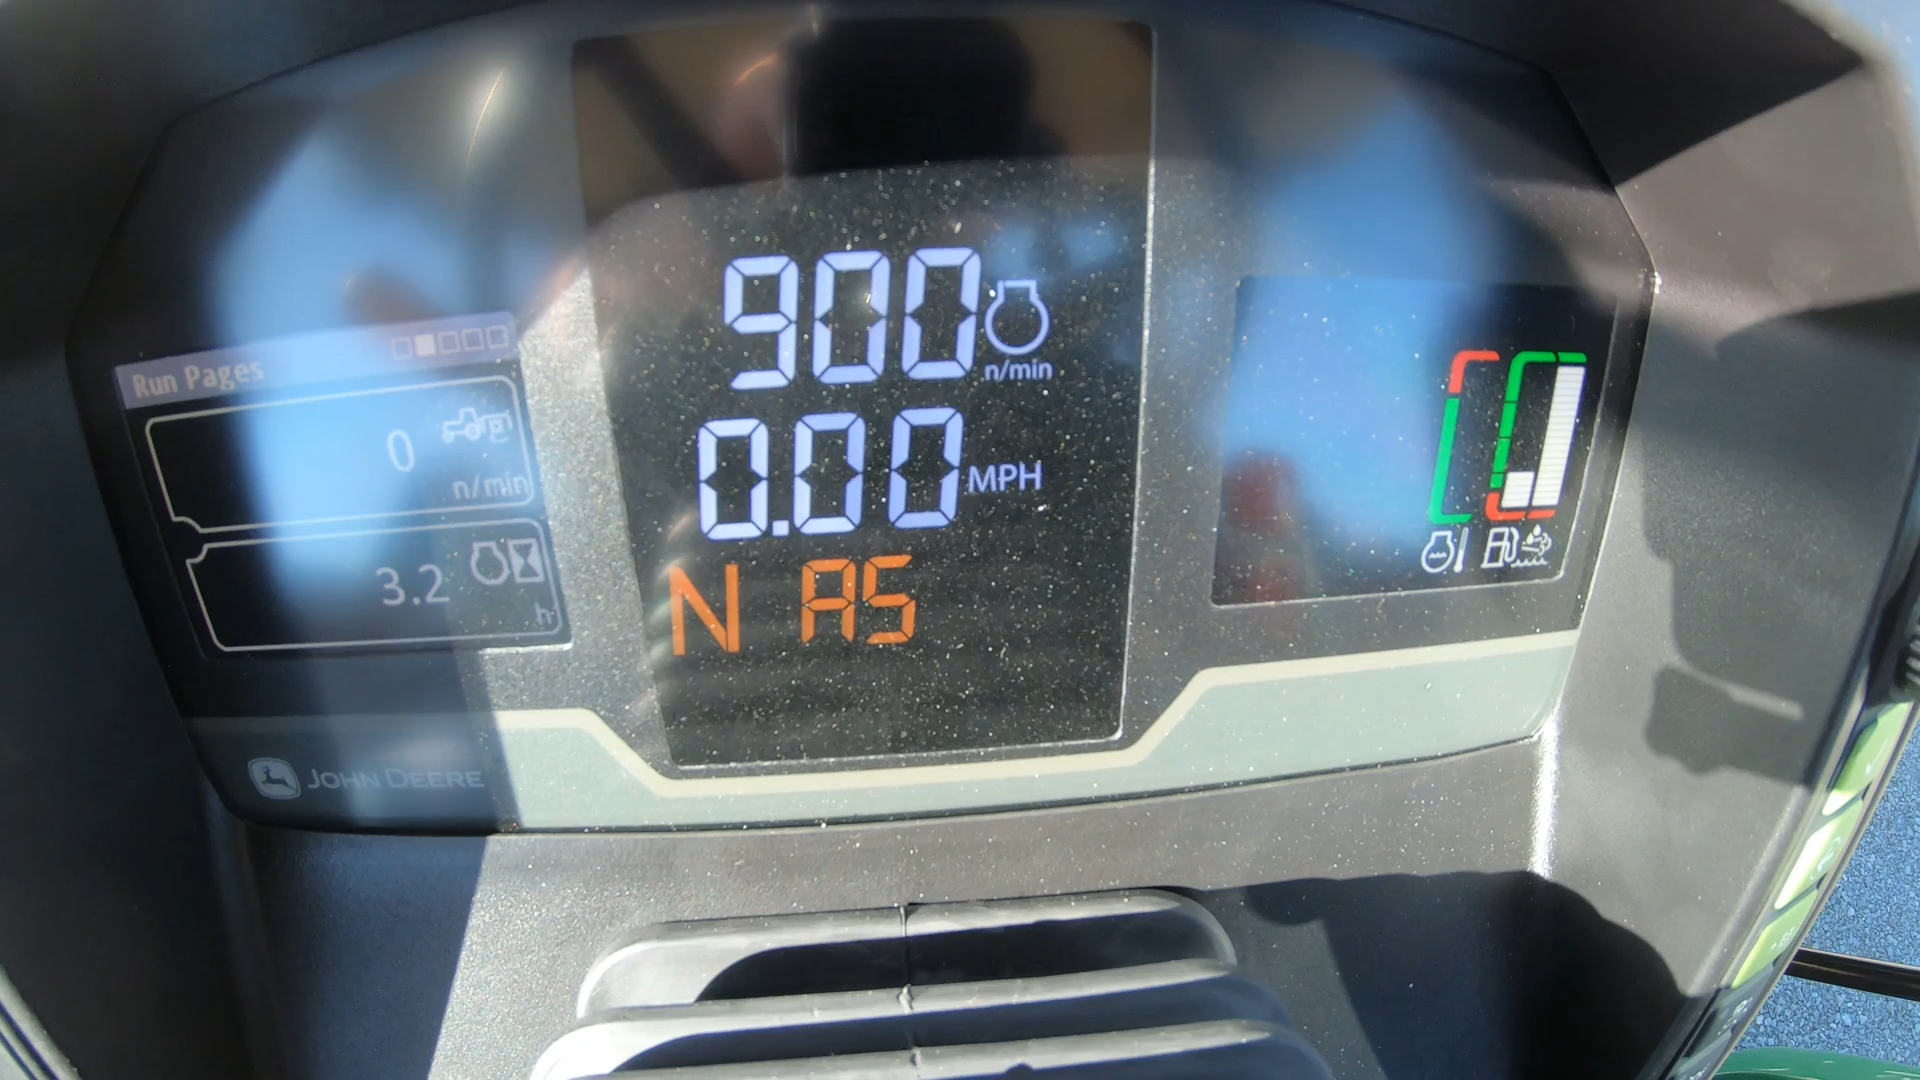 Run Pages
0
n/min
3.2
h
900
n/min
0.00 MPH
N A5
JOHN DEERE